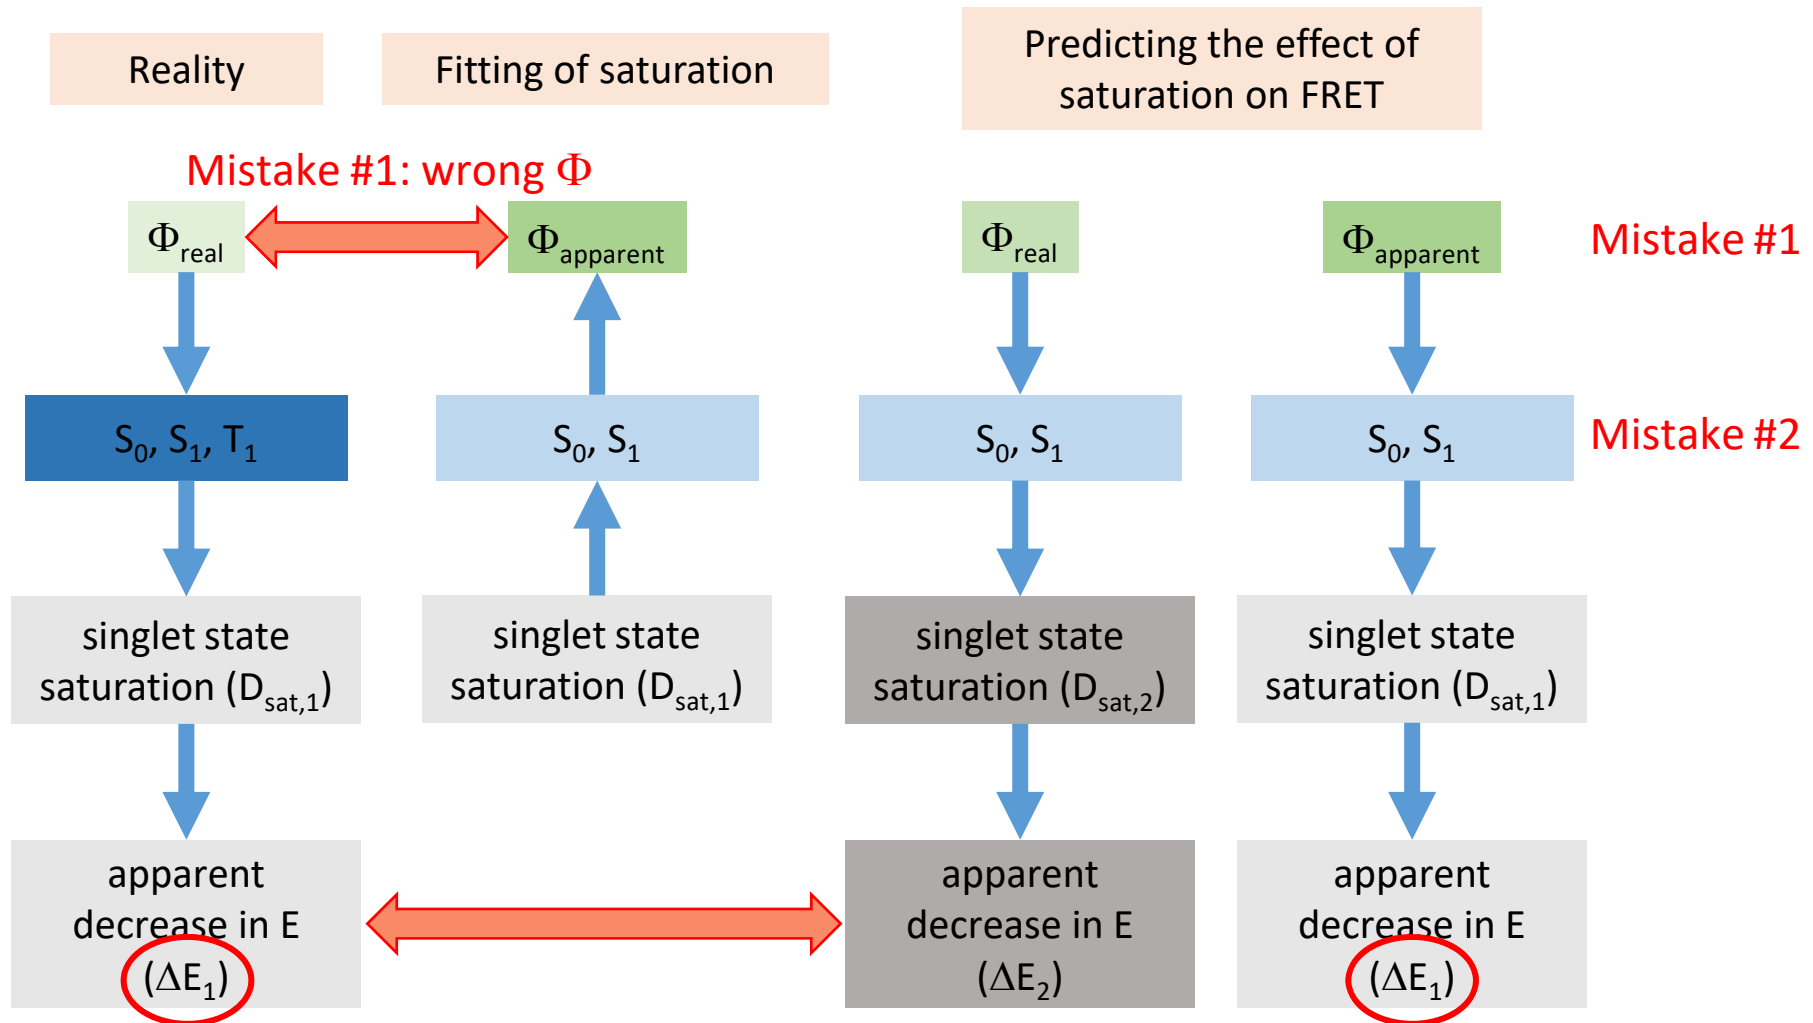 Reality
Fitting of saturation
Predicting the effect of
saturation on FRET
Mistake #1: wrong Φ
Φreal
Φapparent
Φreal
Φapparent
Mistake #1
S0, S1, T1
S0, S1
S0, S1
S0, S1
Mistake #2
singlet state
saturation (Dsat,1)
singlet state
saturation (Dsat,1)
singlet state
saturation (Dsat,2)
singlet state
saturation (Dsat,1)
apparent
decrease in E
(ΔE1)
apparent
decrease in E
(ΔE2)
apparent
decrease in E
(ΔE1)